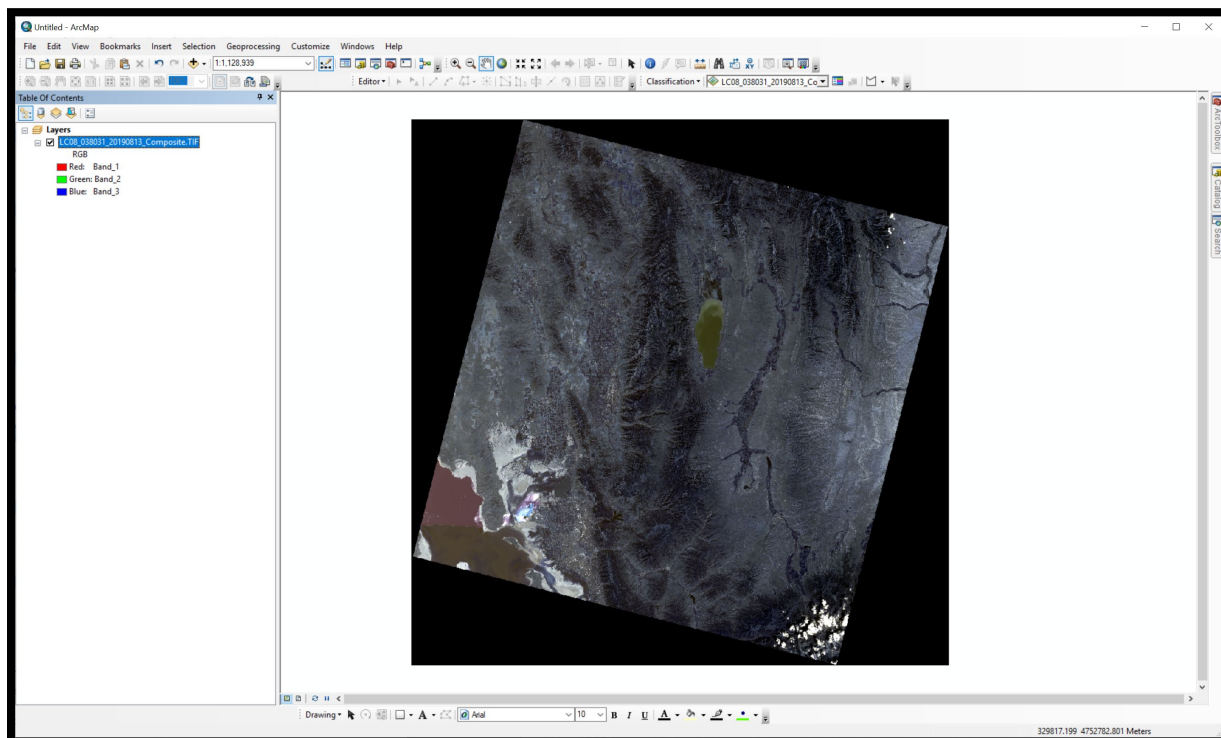 Untitled - ArcMap
File Edit View Bookmarks Insert Selection Geoprocessing Customize Windows Help
1:1,128,939
Editor
Classification LC08_038031_20190813_Co
Table Of Contents
Layers
LC08_038031_20190813_Composite.TIF
RGB
Red: Band_1
Green: Band_2
Blue: Band_3
ArcToolbox
Catalog
Search
Drawing A Arial 10 B I U A
329817.199 4752782.801 Meters